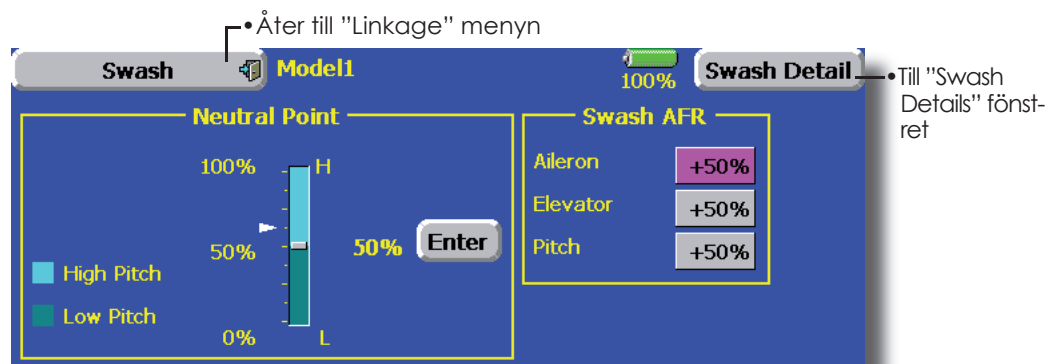 •Åter till ”Linkage” menyn
Swash
Model1
100%
Swash Detail
•Till ”Swash
Details” fönst-
ret
Neutral Point
Swash AFR
100%
H
Aileron
+50%
Elevator
+50%
50%
50%
Enter
Pitch
+50%
High Pitch
Low Pitch
0%
L